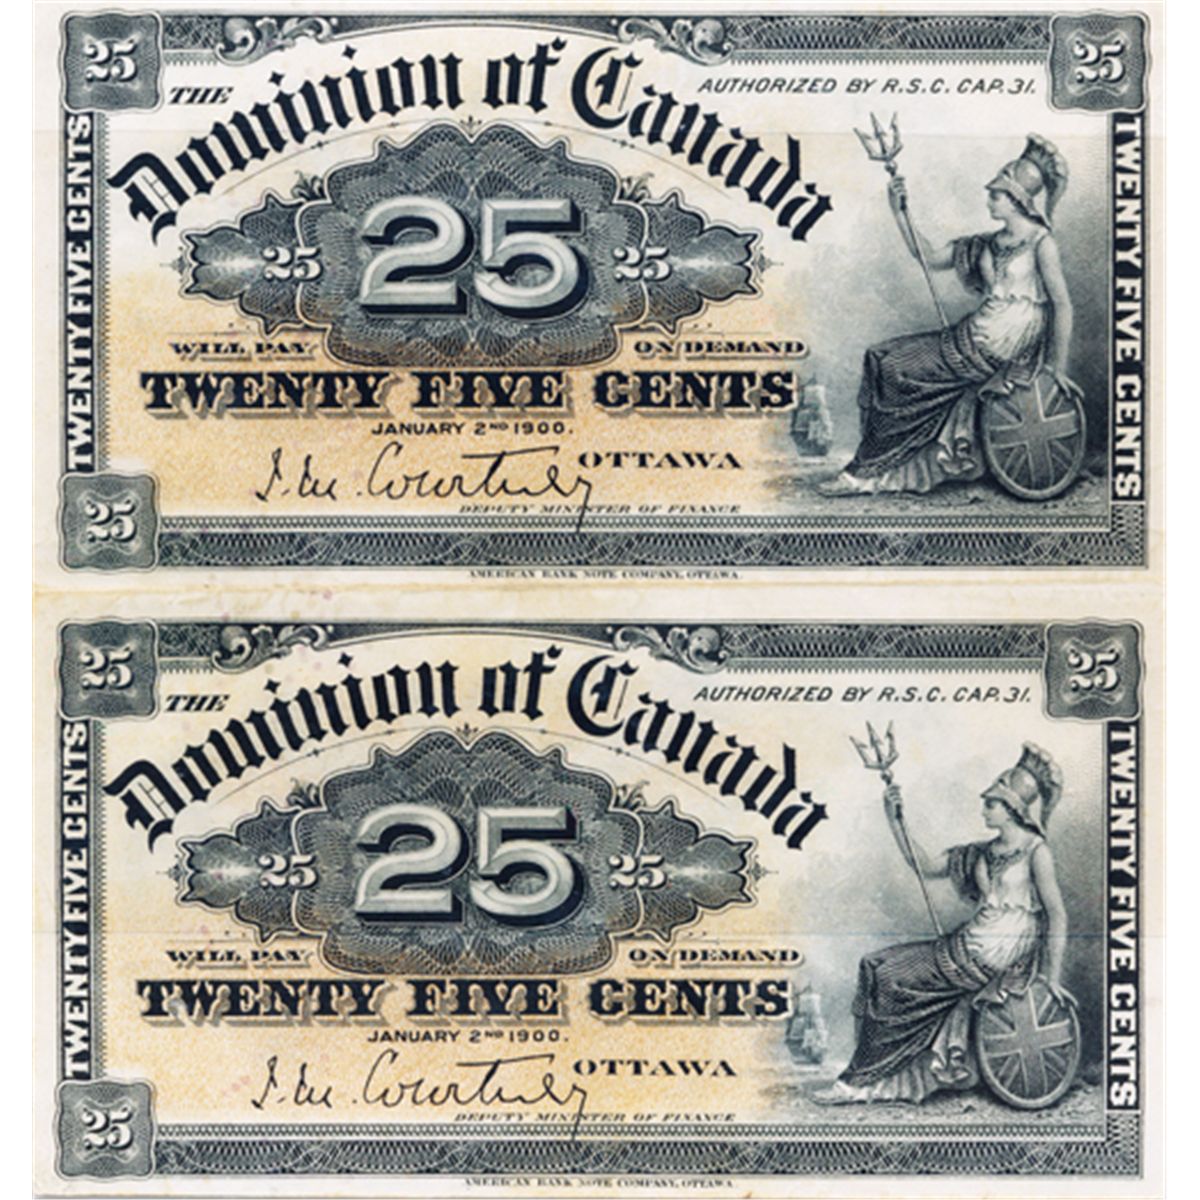 25 25
THE Dominion of Canada
AUTHORIZED BY R.S.C. CAP. 31.
TWENTY FIVE CENTS
25 25 25
TWENTY FIVE CENTS
WILL PAY ON DEMAND
TWENTY FIVE CENTS
JANUARY 2ND 1900.
J. M. Courtney OTTAWA
25
DEPUTY MINISTER OF FINANCE
AMERICAN BANK NOTE COMPANY, OTTAWA.
25 25
THE Dominion of Canada
AUTHORIZED BY R.S.C. CAP. 31.
TWENTY FIVE CENTS
25 25 25
TWENTY FIVE CENTS
WILL PAY ON DEMAND
TWENTY FIVE CENTS
JANUARY 2ND 1900.
J. M. Courtney OTTAWA
25
DEPUTY MINISTER OF FINANCE
AMERICAN BANK NOTE COMPANY, OTTAWA.